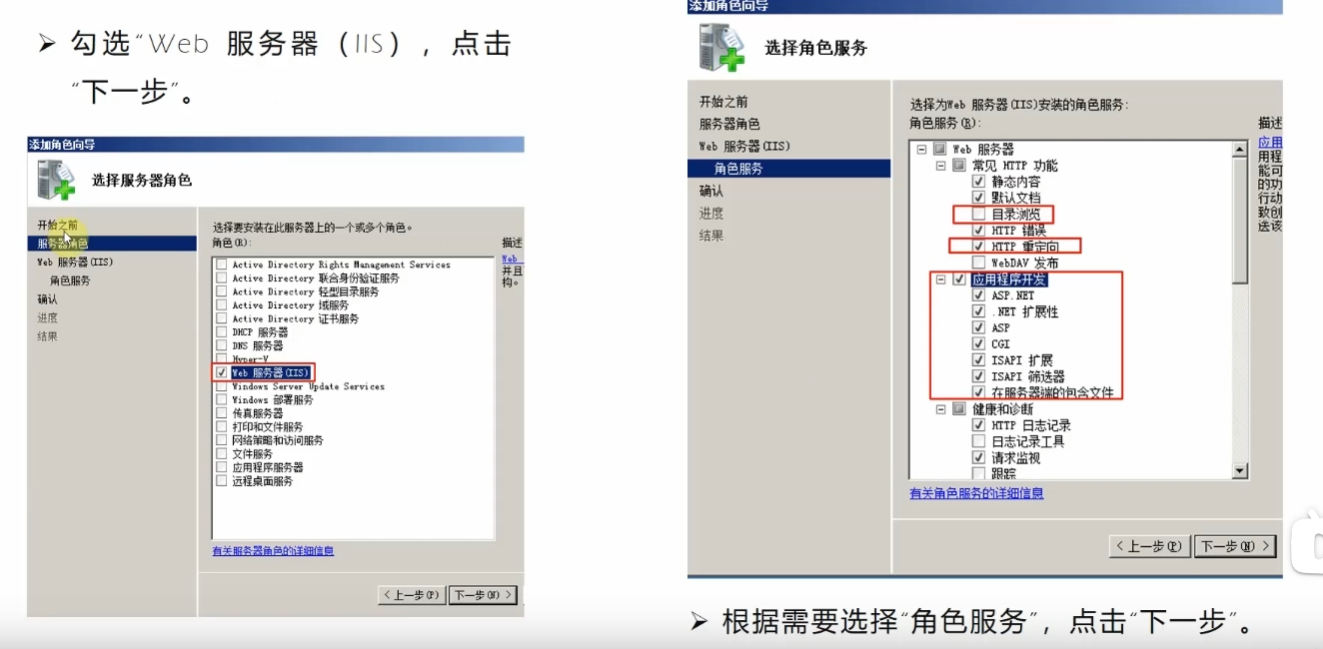 ➢ 勾选“Web 服务器（IIS），点击
“下一步”。
添加角色向导
选择服务器角色
开始之前
服务器角色
Web 服务器(IIS)
角色服务
确认
进度
结果
选择要安装在此服务器上的一个或多个角色。
角色(R):
Active Directory Rights Management Services
Active Directory 联合身份验证服务
Active Directory 轻型目录服务
Active Directory 域服务
Active Directory 证书服务
DHCP 服务器
DNS 服务器
Hyper-V
Web 服务器(IIS)
Windows Server Update Services
Windows 部署服务
传真服务器
打印和文件服务
网络策略和访问服务
文件服务
应用程序服务器
远程桌面服务
有关服务器角色的详细信息
描述
Web
并且
构。
< 上一步(P)
下一步(N) >
添加角色向导
选择角色服务
开始之前
服务器角色
Web 服务器(IIS)
角色服务
确认
进度
结果
选择为Web 服务器(IIS)安装的角色服务:
角色服务(R):
Web 服务器
常见 HTTP 功能
静态内容
默认文档
目录浏览
HTTP 错误
HTTP 重定向
WebDAV 发布
应用程序开发
ASP.NET
.NET 扩展性
ASP
CGI
ISAPI 扩展
ISAPI 筛选器
在服务器端的包含文件
健康和诊断
HTTP 日志记录
日志记录工具
请求监视
跟踪
有关角色服务的详细信息
描述
应用
用程
能可
的功
行动
致创
送该
< 上一步(P)
下一步(N) >
➢ 根据需要选择“角色服务”，点击“下一步”。